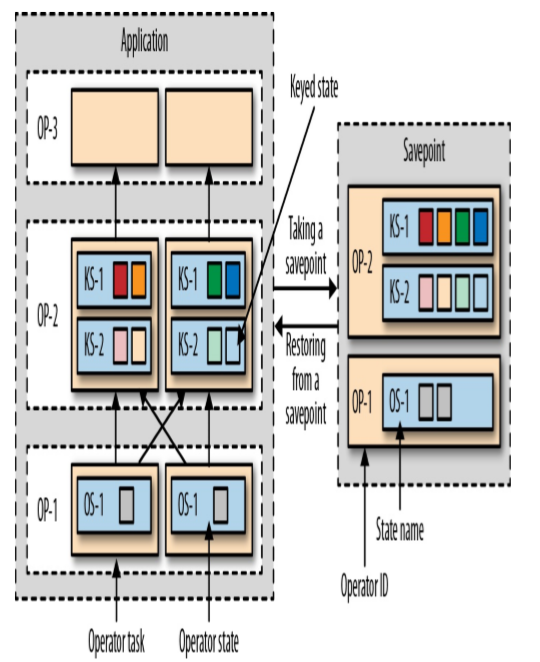 Application
Keyed state
OP-3
Savepoint
KS-1
Taking a
savepoint
OP-2
KS-1
KS-1
KS-2
OP-2
KS-2
KS-2
Restoring
from a
savepoint
OP-1
OS-1
OP-1
OS-1
OS-1
State name
Operator ID
Operator task
Operator state